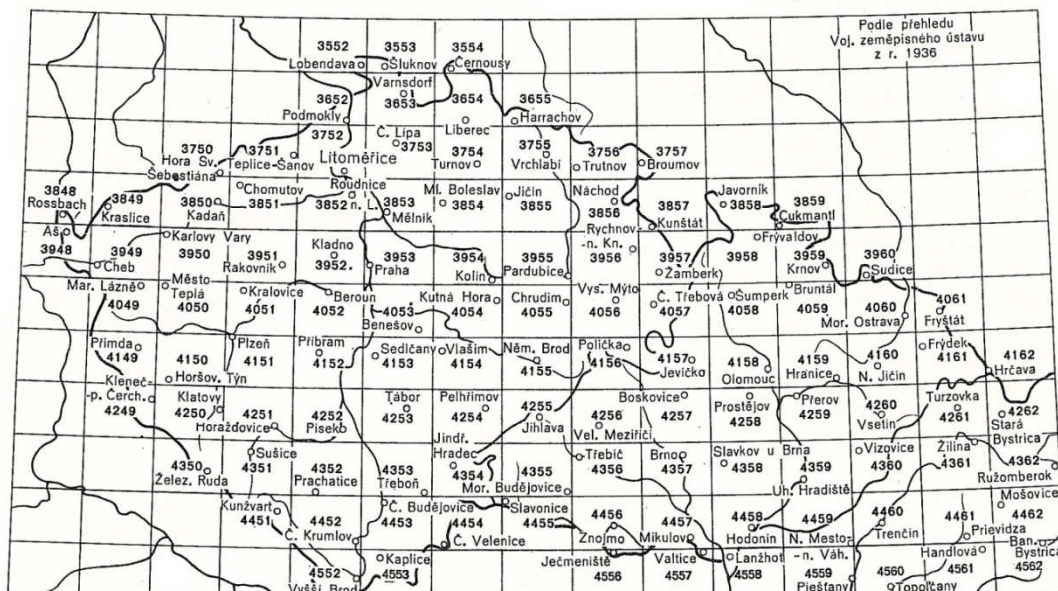 Podle přehledu
Voj. zeměpisného ústavu
z r. 1936
3552 3553 3554
Lobendava Šluknov Černousy
Varnsdorf
3652 3653 3654 3655
Podmokly Liberec Harrachov
3752 Č. Lípa
3753
3750 3751 3754 3755 3756 3757
Hora Sv. Šebestiána
Teplice-Šanov Litoměřice Turnov Vrchlabí Trutnov Broumov
Chomutov Roudnice n. L. Ml. Boleslav Jičín Náchod Javorník
3848 3849 3850 3851 3852 3853 3854 3855 3856 3857 3858 3859
Rossbach Kraslice Kadaň Mělník Rychnov n. Kn. Kunštát Cukmantl
Aš Karlovy Vary Kladno Frývaldov
3948 3949 3950 3951 3952. 3953 3954 3955 3956 3957 3959 3960
Cheb Rakovník Praha Kolín Pardubice Žamberk Krnov Sudice
Mar. Lázně Město Teplá Kralovice Beroun Kutná Hora Chrudim Vys. Mýto Č. Třebová Šumperk Bruntál
4049 4050 4051 4052 4053 4054 4055 4056 4057 4058 4059 4060 4061
Benešov Mor. Ostrava Fryštát
Přimda Plzeň Příbram Sedlčany Vlašim Něm. Brod Polička Jevíčko Olomouc Hranice N. Jičín Frýdek Hrčava
4149 4150 4151 4152 4153 4154 4155 4156 4157 4158 4159 4160 4161 4162
Kleneč-
-p. Čerch. Horšov. Týn
Klatovy Tábor Pelhřimov Boskovice Prostějov Přerov Turzovka
4249 4250 4251 4252 4253 4254 4255 4256 4257 4258 4259 4260 4261 4262
Horažďovice Písek Jihlava Vel. Meziříčí Vsetín Stará Bystrica
Sušice Jindř. Hradec Třebíč Brno Slavkov u Brna Vizovice Žilina
4350 4351 4352 4353 4354 4355 4356 4357 4358 4359 4360 4361 4362
Želez. Ruda Prachatice Třeboň Mor. Budějovice Uh. Hradiště Ružomberok
Kunžvart Č. Budějovice Slavonice Mošovice
4451 4452 4453 4454 4455 4456 4457 4458 4459 4460 4461 4462
Č. Krumlov Č. Velenice Znojmo Mikulov Hodonín N. Mesto-
-n. Váh. Trenčín Prievidza
Kaplice Ječmeniště Valtice Lanžhot Handlová Ban. Bystrica
4552 4553 4556 4557 4558 4559 4560 4561 4562
Vyšší Brod Piešťany Topoľčany